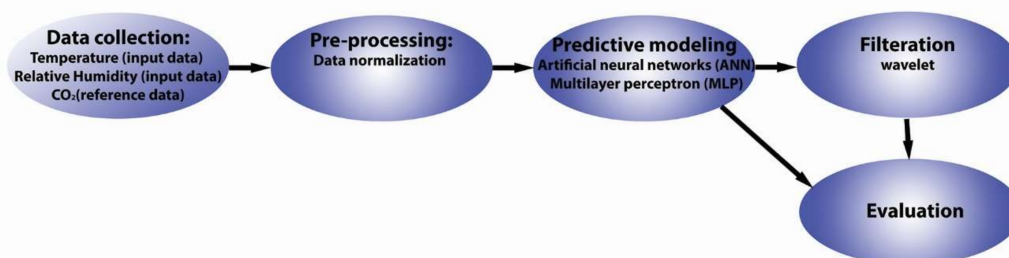 Data collection:
Temperature (input data)
Relative Humidity (input data)
CO₂(reference data)
Pre-processing:
Data normalization
Predictive modeling
Artificial neural networks (ANN)
Multilayer perceptron (MLP)
Filteration
wavelet
Evaluation